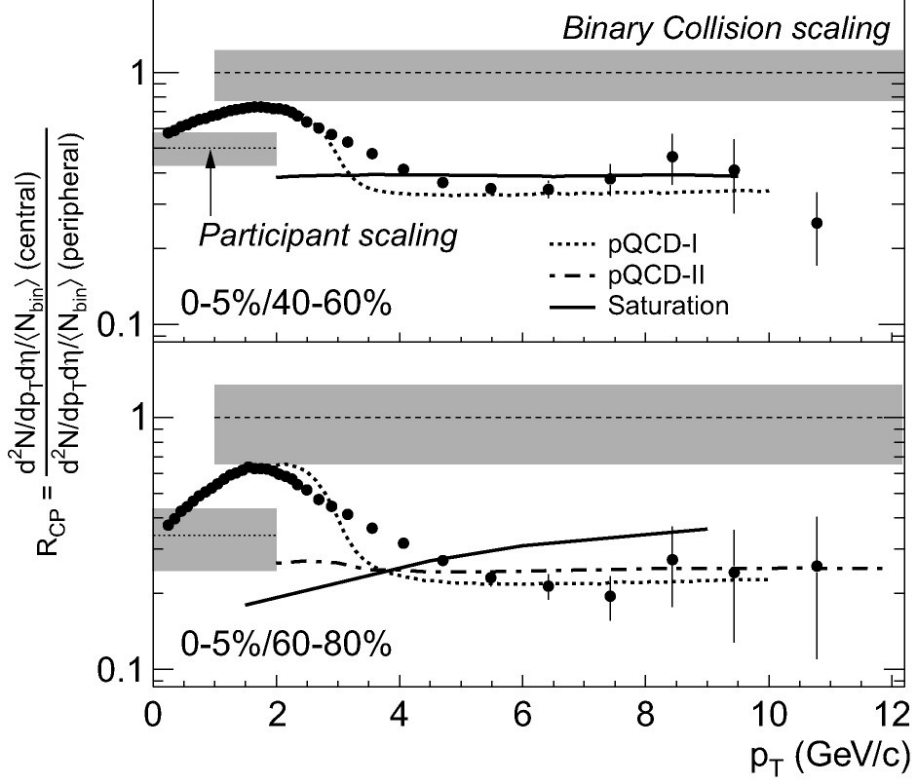 R_CP = d²N/dp_T dη/⟨N_bin⟩ (central)
d²N/dp_T dη/⟨N_bin⟩ (peripheral)
Binary Collision scaling
1
Participant scaling
pQCD-I
pQCD-II
Saturation
0-5%/40-60%
0.1
1
0-5%/60-80%
0.1
0 2 4 6 8 10 12
p_T (GeV/c)